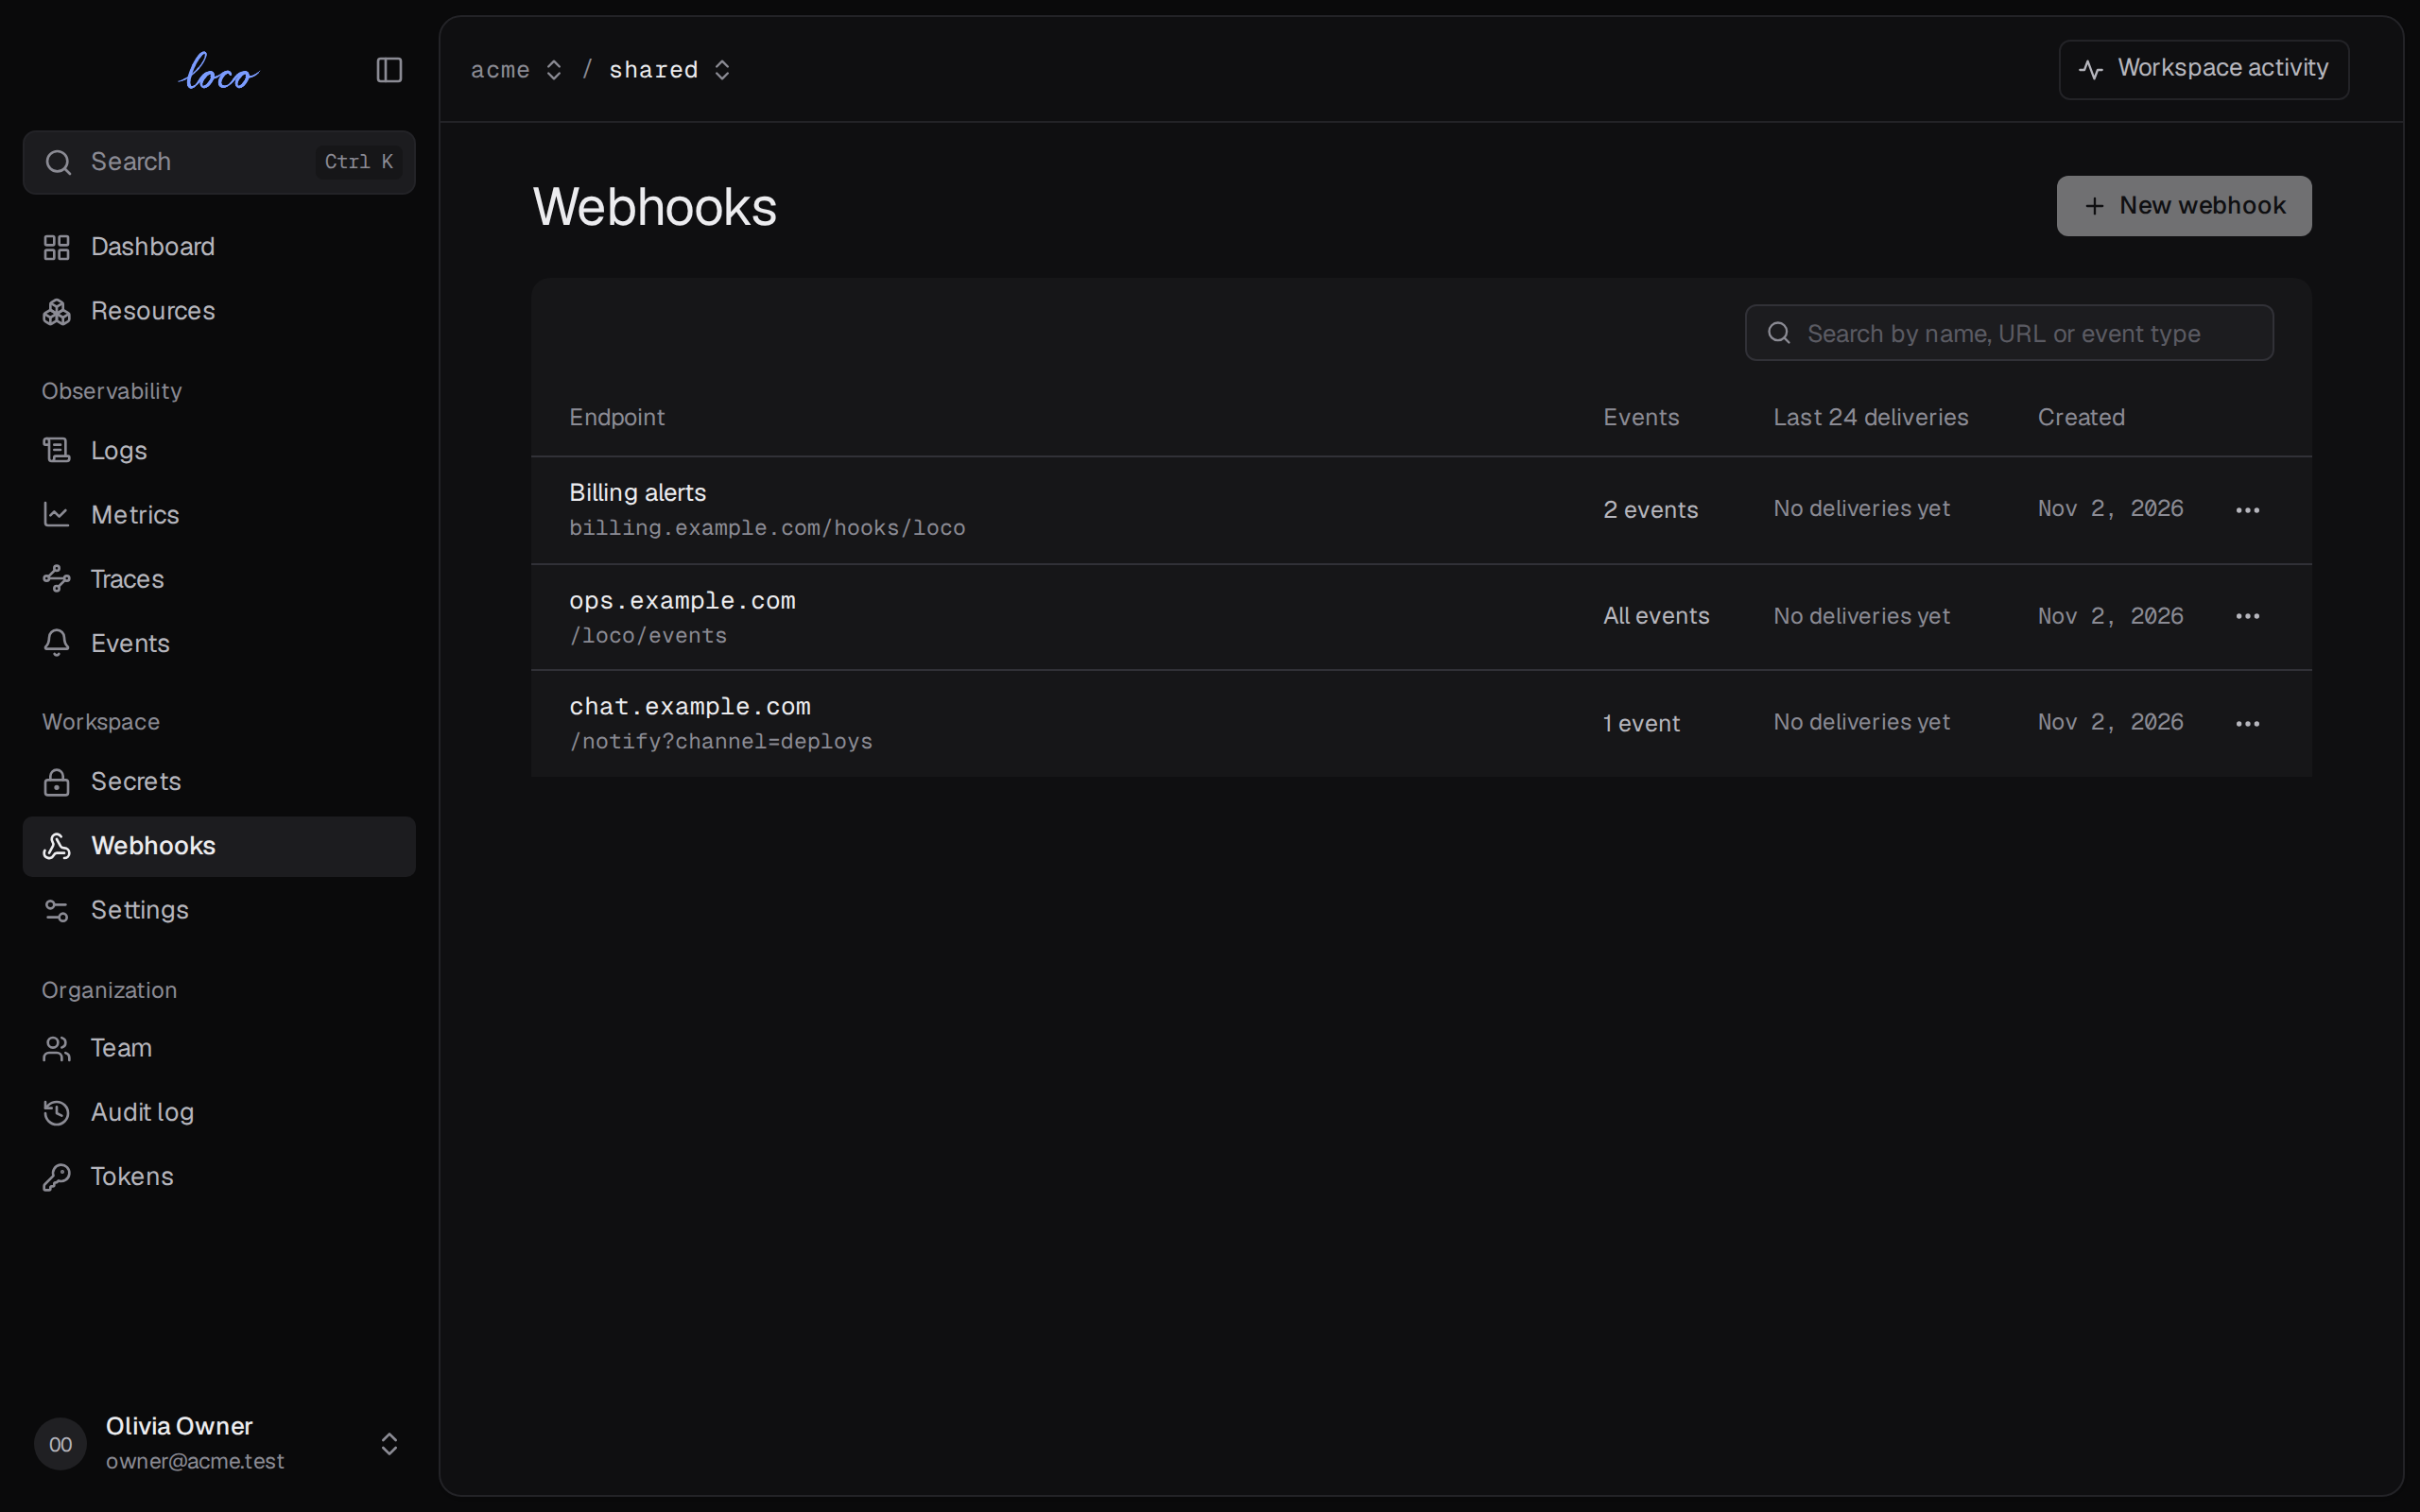 loco
acme / shared
Workspace activity
Search Ctrl K
Dashboard
Resources
Observability
Logs
Metrics
Traces
Events
Workspace
Secrets
Webhooks
Settings
Organization
Team
Audit log
Tokens
OO
Olivia Owner
owner@acme.test
Webhooks
New webhook
Search by name, URL or event type
Endpoint Events Last 24 deliveries Created
Billing alerts
billing.example.com/hooks/loco
2 events No deliveries yet Nov 2, 2026
ops.example.com
/loco/events
All events No deliveries yet Nov 2, 2026
chat.example.com
/notify?channel=deploys
1 event No deliveries yet Nov 2, 2026